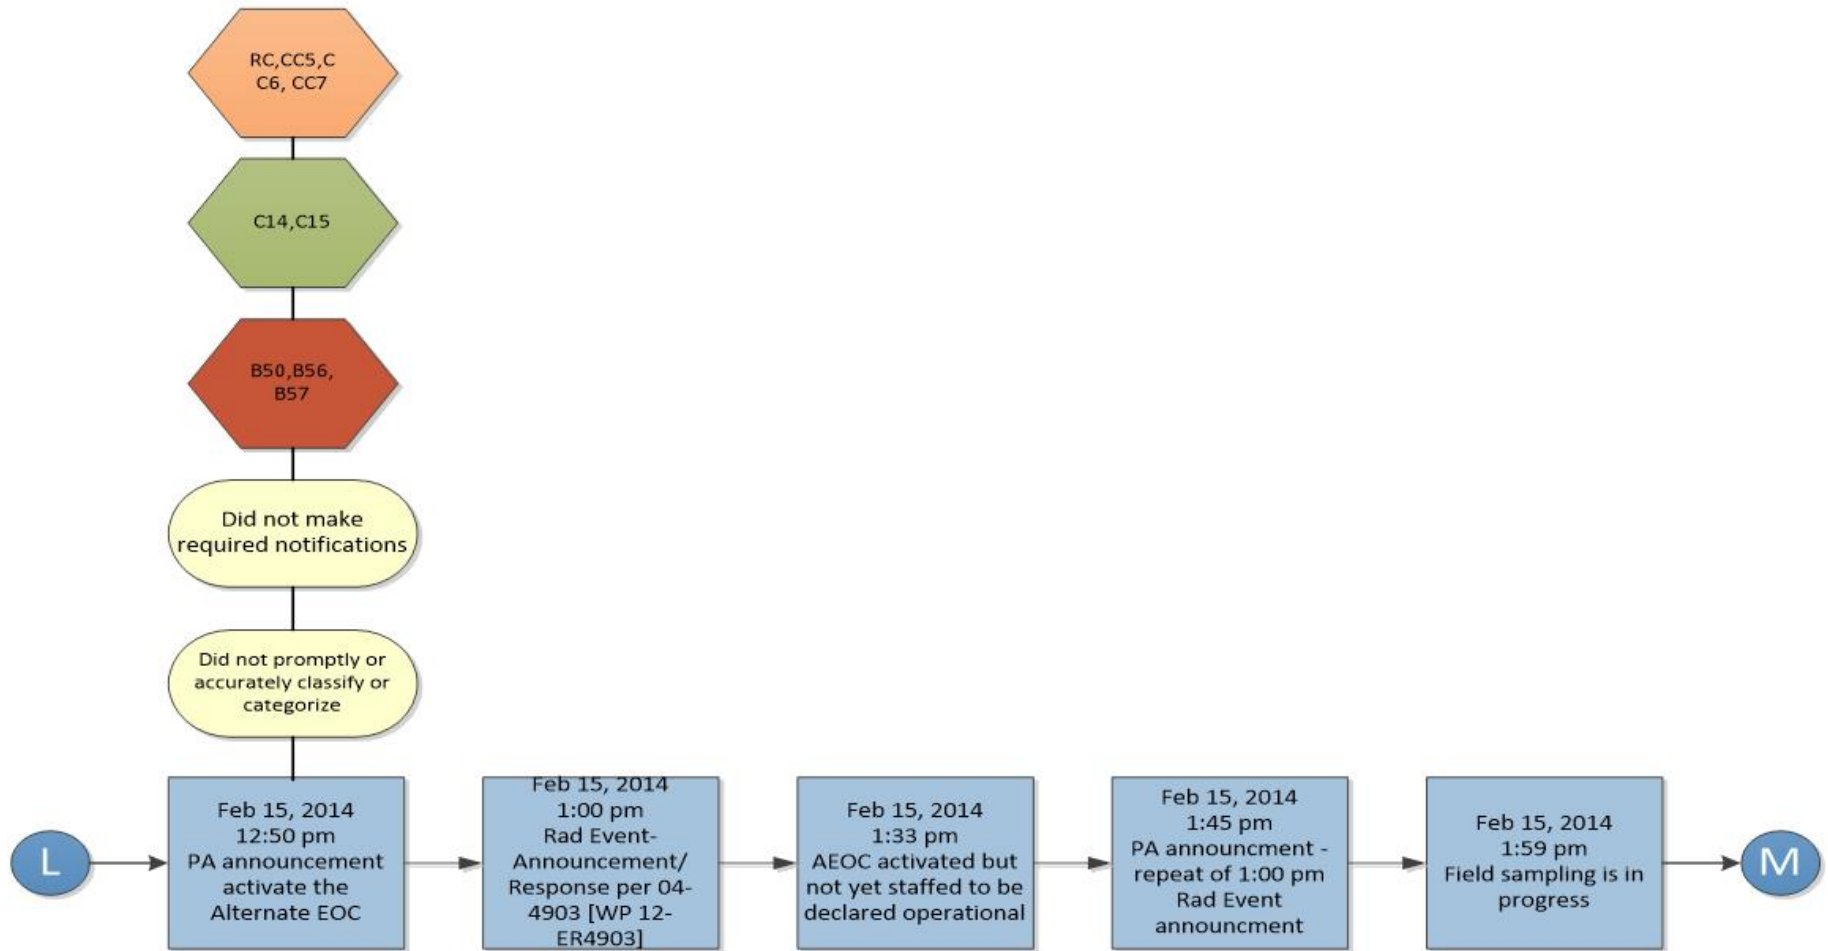 RC,CC5,C
C6, CC7
C14,C15
B50,B56,
B57
Did not make
required notifications
Did not promptly or
accurately classify or
categorize
L
Feb 15, 2014
12:50 pm
PA announcement
activate the
Alternate EOC
Feb 15, 2014
1:00 pm
Rad Event-
Announcement/
Response per 04-
4903 [WP 12-
ER4903]
Feb 15, 2014
1:33 pm
AEOC activated but
not yet staffed to be
declared operational
Feb 15, 2014
1:45 pm
PA announcment -
repeat of 1:00 pm
Rad Event
announcment
Feb 15, 2014
1:59 pm
Field sampling is in
progress
M